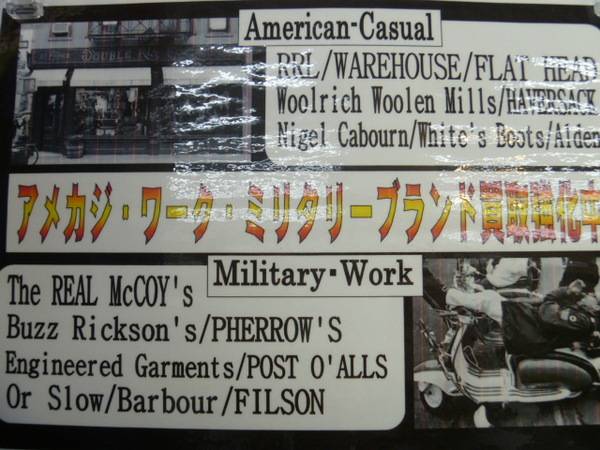 American-Casual
RRL/WAREHOUSE/FLAT HEAD
Woolrich Woolen Mills/HAVERSACK
Nigel Cabourn/White's Boots/Alden
アメカジ・ワーク・ミリタリーブランド買取強化中
Military・Work
The REAL McCOY's
Buzz Rickson's/PHERROW'S
Engineered Garments/POST O'ALLS
Or Slow/Barbour/FILSON